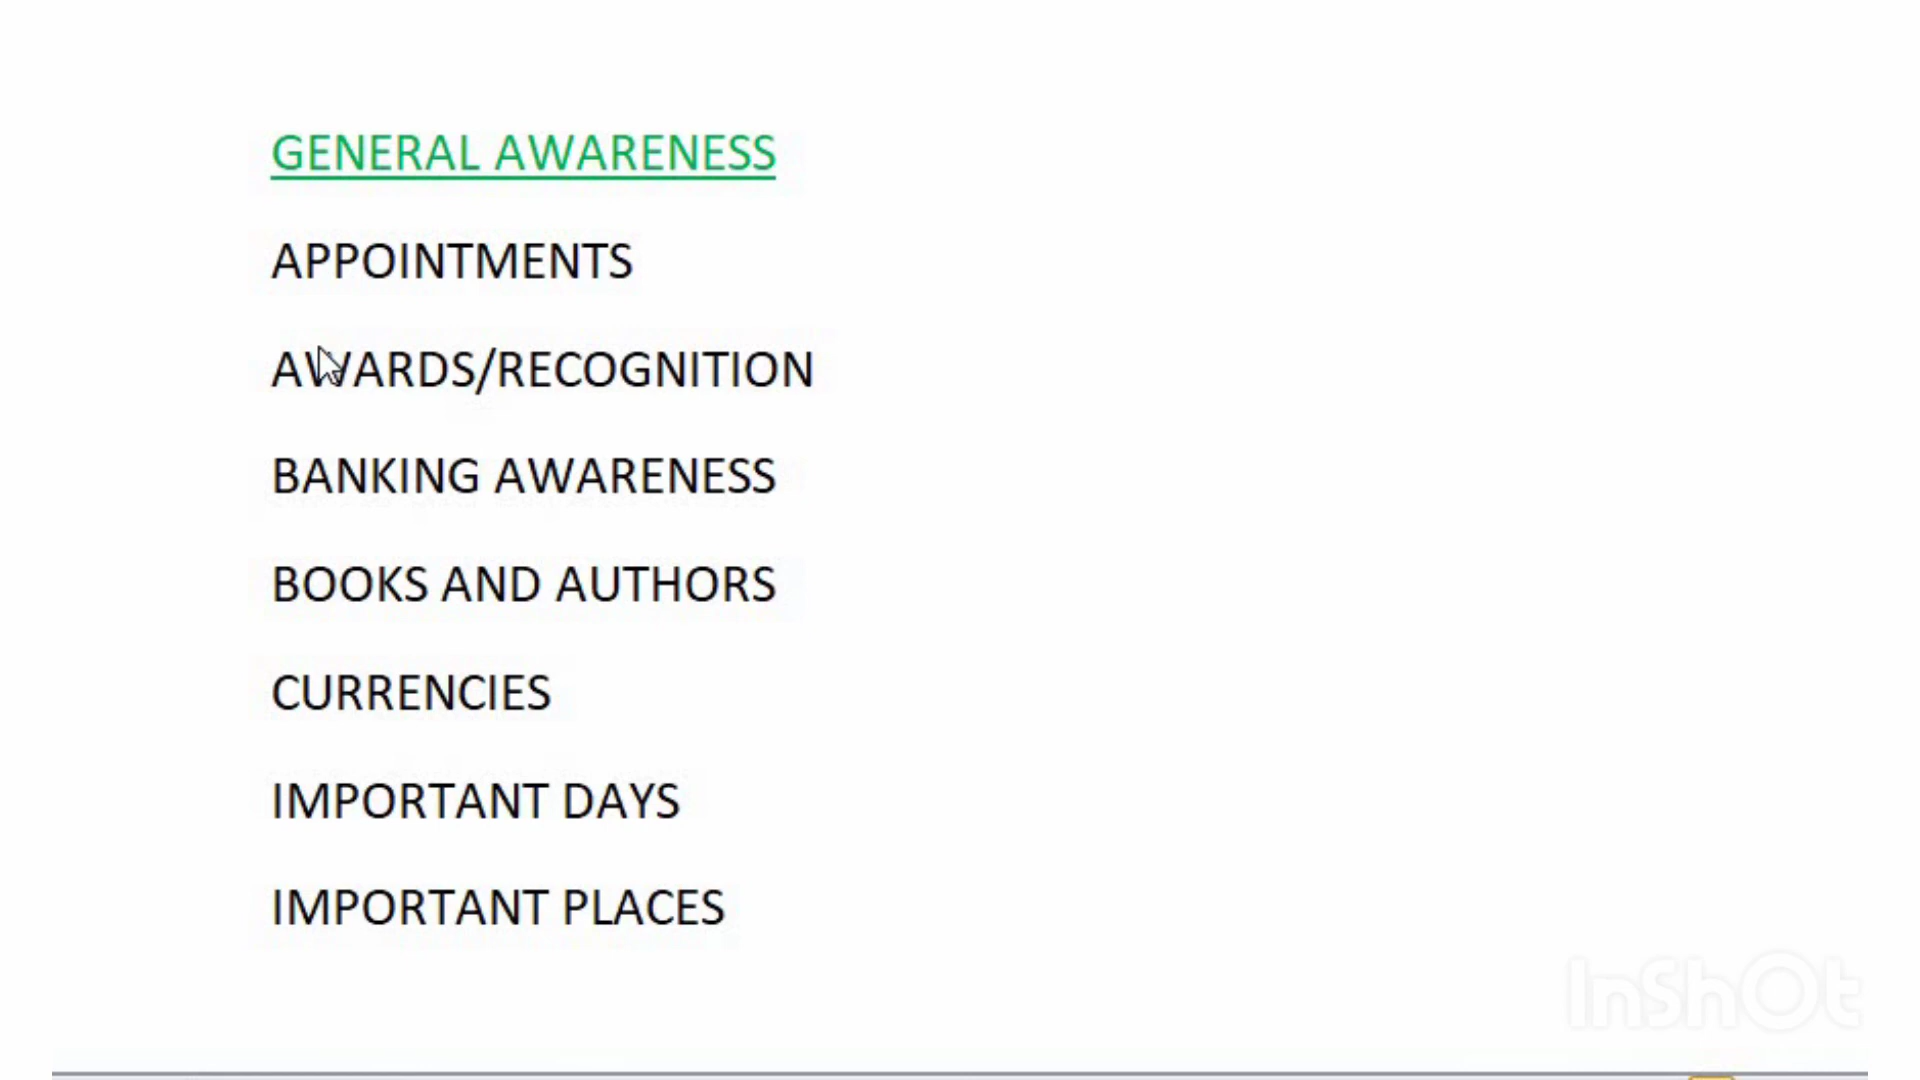 GENERAL AWARENESS
APPOINTMENTS
AWARDS/RECOGNITION
BANKING AWARENESS
BOOKS AND AUTHORS
CURRENCIES
IMPORTANT DAYS
IMPORTANT PLACES
InShOt